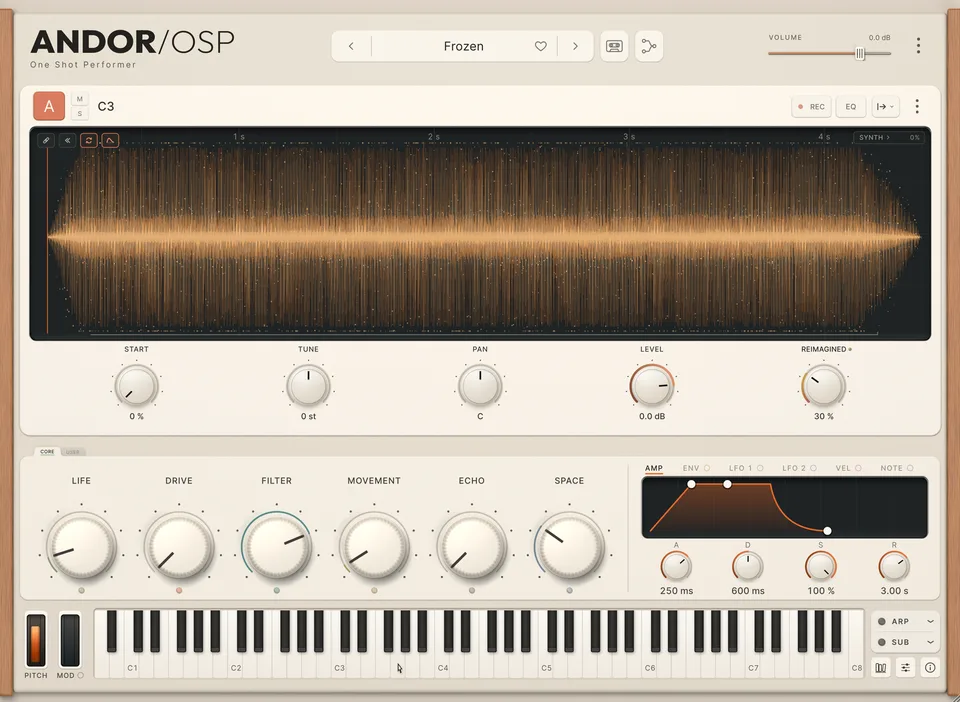 ANDOR/OSP
One Shot Performer
Frozen
VOLUME 0.0 dB
A
M
S
C3
REC
EQ
1 s 2 s 3 s 4 s
SYNTH > 0%
START TUNE PAN LEVEL REIMAGINED
0 % 0 st C 0.0 dB 30 %
CORE
LIFE DRIVE FILTER MOVEMENT ECHO SPACE
AMP ENV LFO 1 LFO 2 VEL NOTE
A D S R
250 ms 600 ms 100 % 3.00 s
C1 C2 C3 C4 C5 C6 C7 C8
PITCH MOD
ARP
SUB